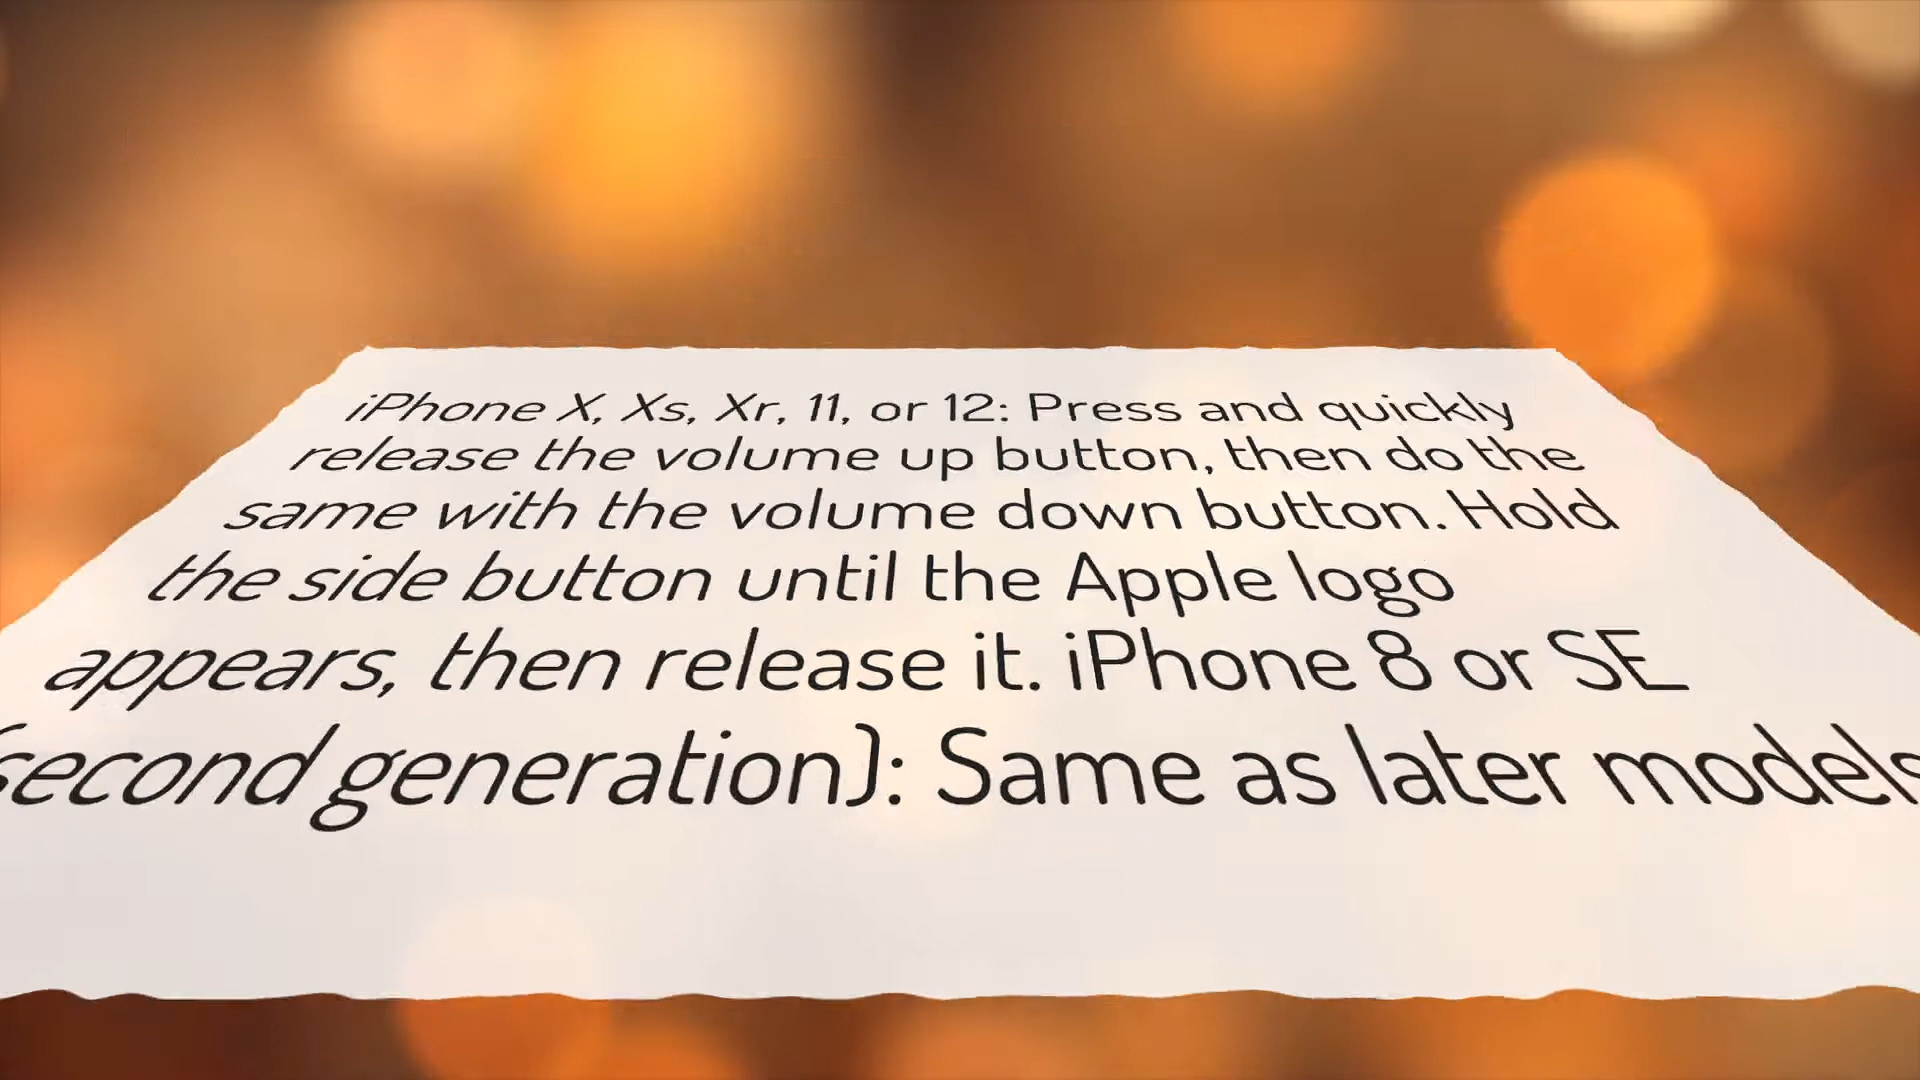 iPhone X, Xs, Xr, 11, or 12: Press and quickly
release the volume up button, then do the
same with the volume down button. Hold
the side button until the Apple logo
appears, then release it. iPhone 8 or SE
(second generation): Same as later models